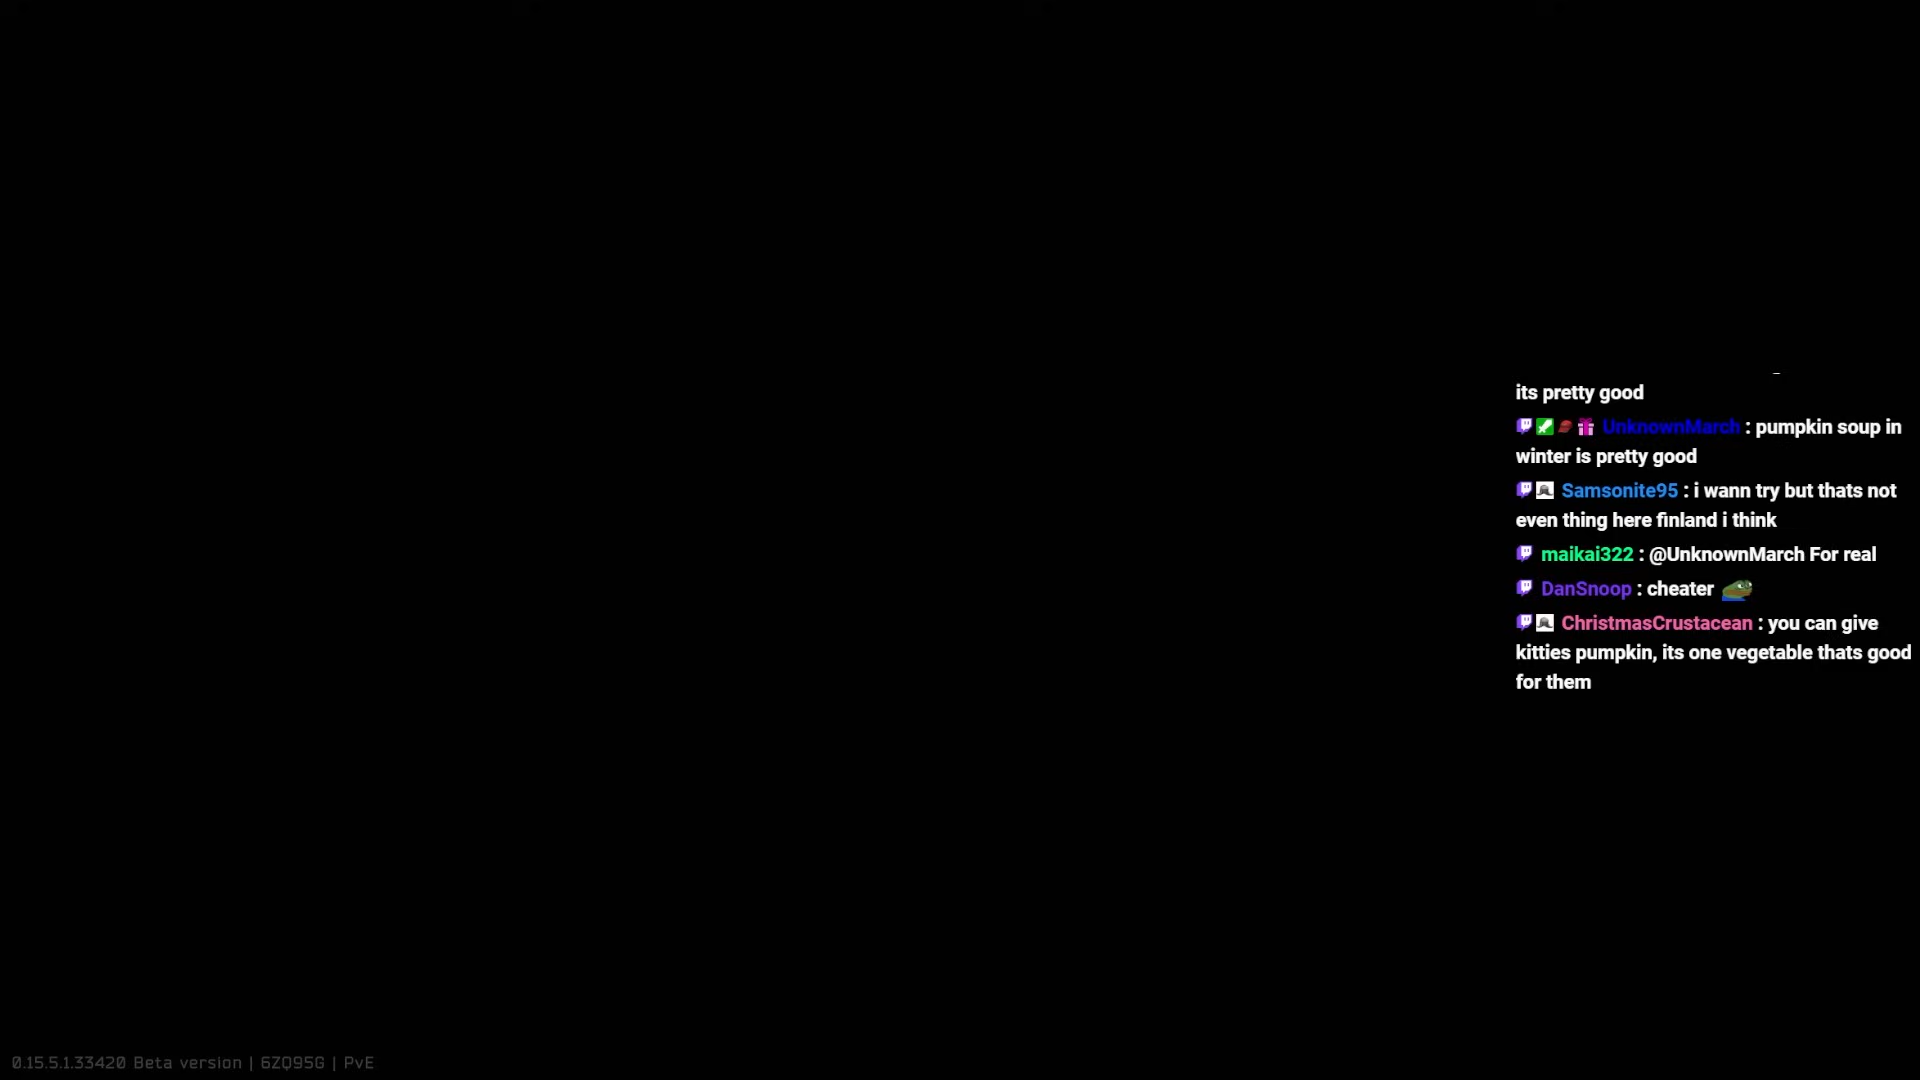 its pretty good
UnknownMarch : pumpkin soup in
winter is pretty good
Samsonite95 : i wann try but thats not
even thing here finland i think
maikai322 : @UnknownMarch For real
DanSnoop : cheater
ChristmasCrustacean : you can give
kitties pumpkin, its one vegetable thats good
for them
0.15.5.1.33420 Beta version | 6ZQ95G | PvE